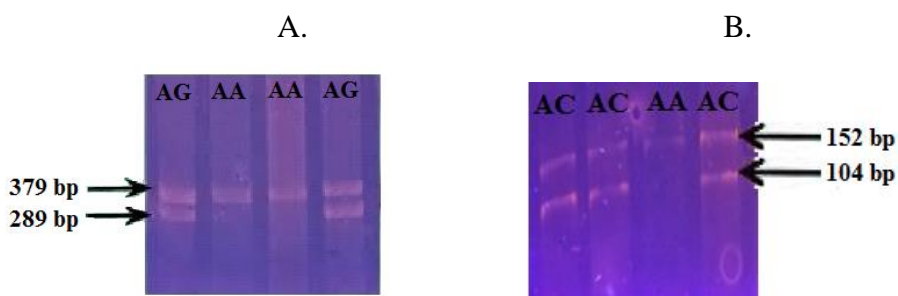 A.
B.
AG AA AA AG
379 bp
289 bp
AC AC AA AC
152 bp
104 bp